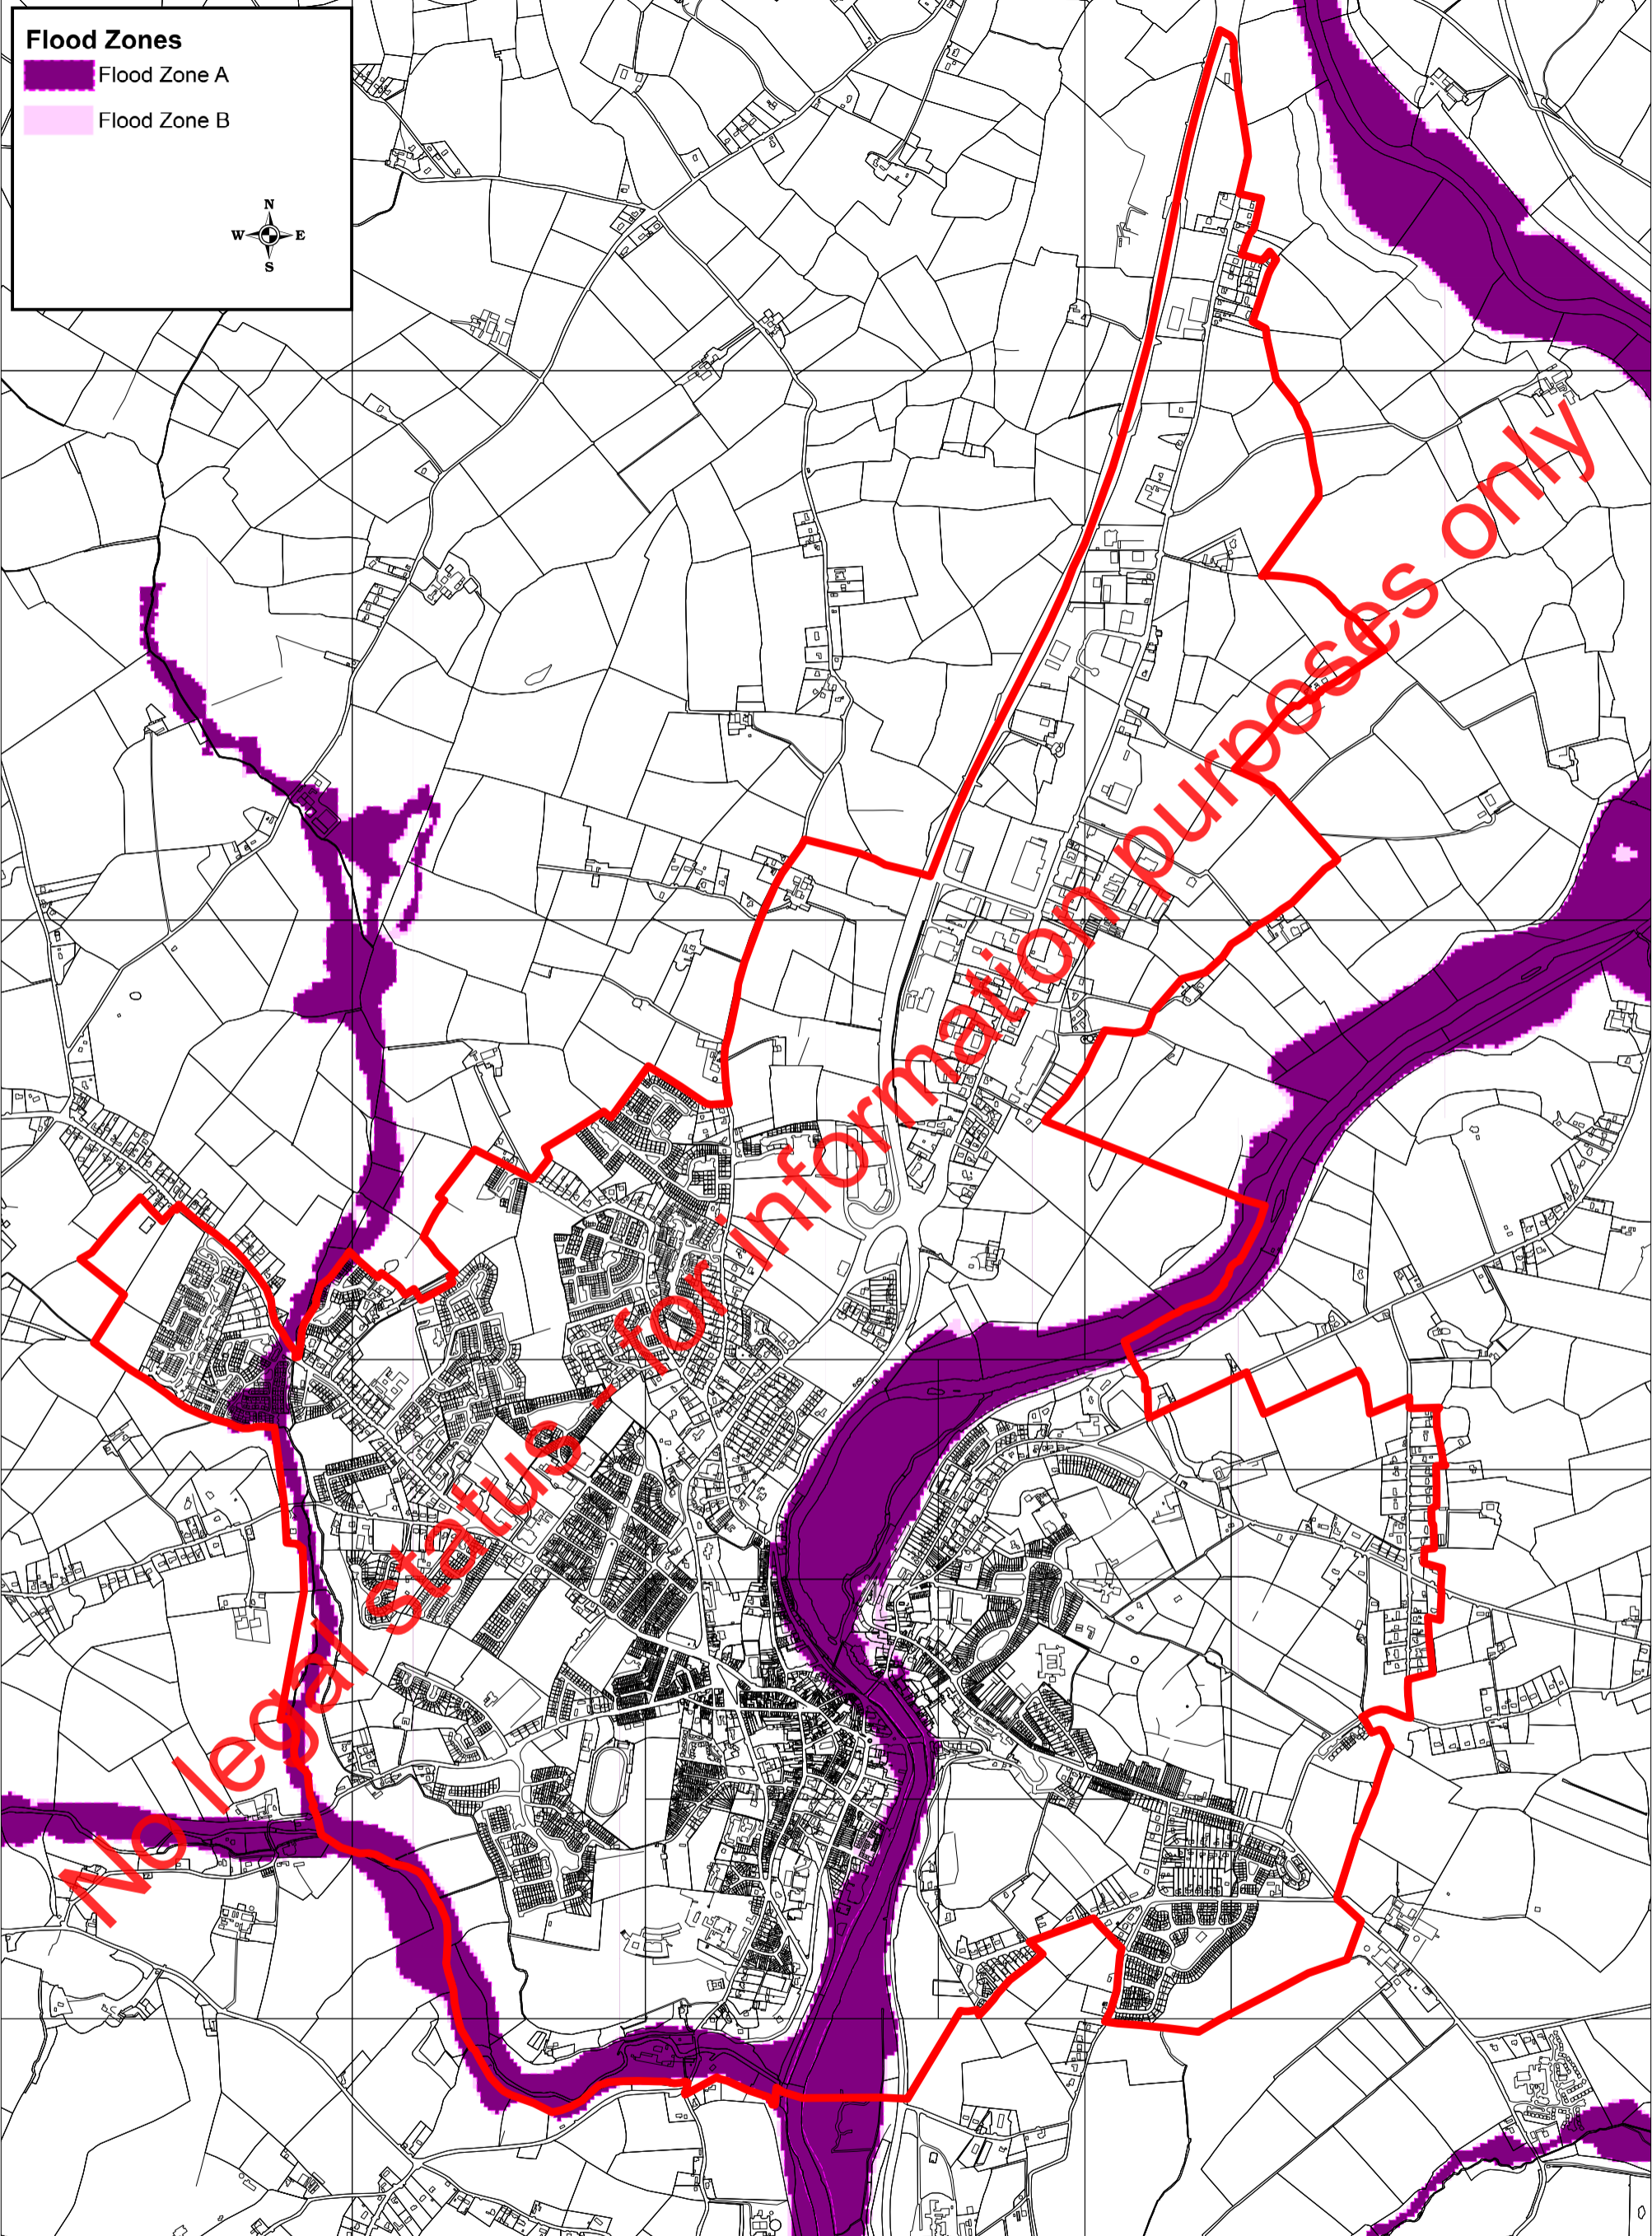 Flood Zones
Flood Zone A
Flood Zone B
N
W E
S
No legal status - for information purposes only